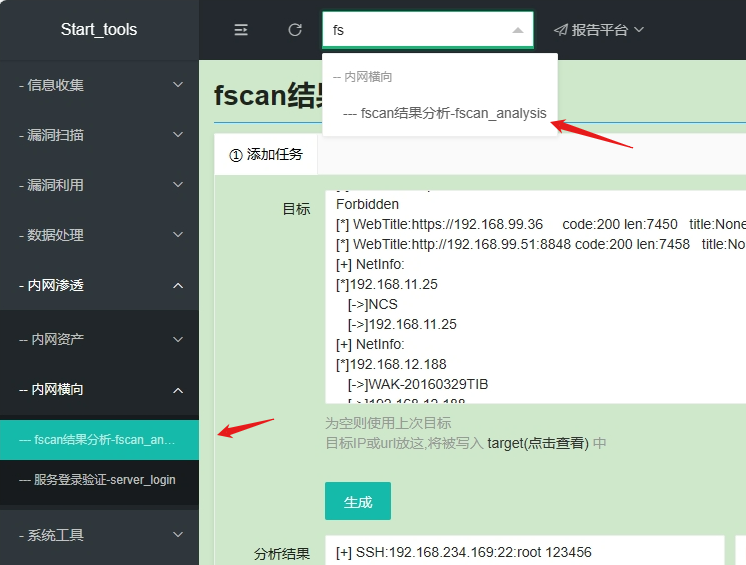 Start_tools
fs
报告平台
-- 内网横向
--- fscan结果分析-fscan_analysis
fscan结
- 信息收集
- 漏洞扫描
- 漏洞利用
- 数据处理
- 内网渗透
-- 内网资产
-- 内网横向
--- fscan结果分析-fscan_an...
--- 服务登录验证-server_login
- 系统工具
① 添加任务
目标
Forbidden
[*] WebTitle:https://192.168.99.36 code:200 len:7450 title:None
[*] WebTitle:http://192.168.99.51:8848 code:200 len:7458 title:No
[+] NetInfo:
[*]192.168.11.25
[->]NCS
[->]192.168.11.25
[+] NetInfo:
[*]192.168.12.188
[->]WAK-20160329TIB
[->]192.168.12.188
为空则使用上次目标
目标IP或url放这,将被写入 target(点击查看) 中
生成
分析结果
[+] SSH:192.168.234.169:22:root 123456